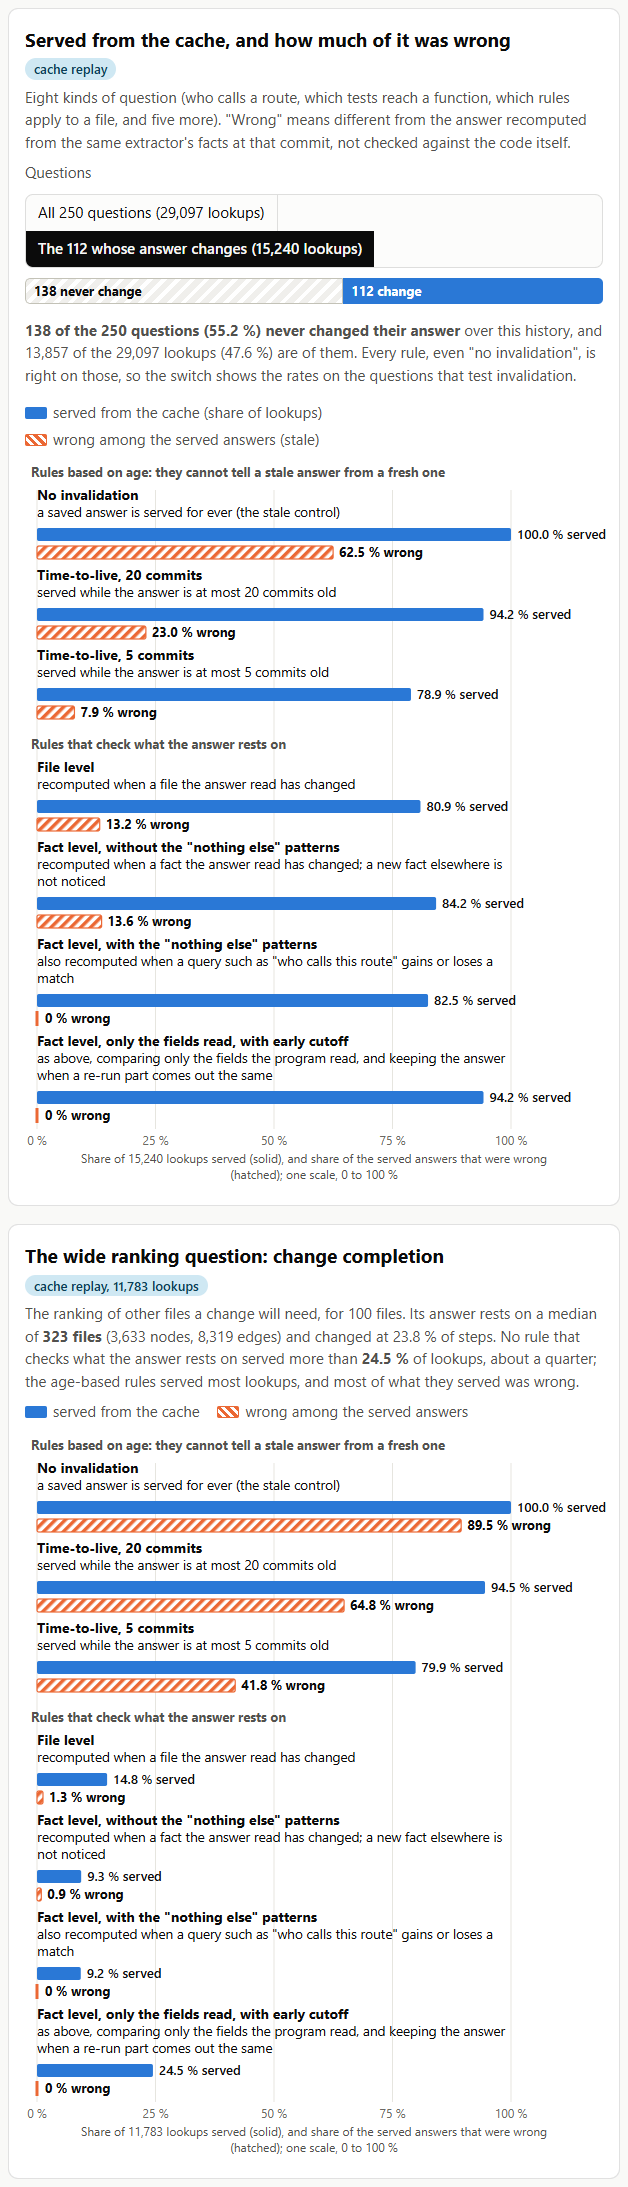 Served from the cache, and how much of it was wrong
cache replay
Eight kinds of question (who calls a route, which tests reach a function, which rules
apply to a file, and five more). "Wrong" means different from the answer recomputed
from the same extractor's facts at that commit, not checked against the code itself.
Questions
All 250 questions (29,097 lookups)
The 112 whose answer changes (15,240 lookups)
138 never change
112 change
138 of the 250 questions (55.2 %) never changed their answer over this history, and
13,857 of the 29,097 lookups (47.6 %) are of them. Every rule, even "no invalidation", is
right on those, so the switch shows the rates on the questions that test invalidation.
served from the cache (share of lookups)
wrong among the served answers (stale)
Rules based on age: they cannot tell a stale answer from a fresh one
No invalidation
a saved answer is served for ever (the stale control)
100.0 % served
62.5 % wrong
Time-to-live, 20 commits
served while the answer is at most 20 commits old
94.2 % served
23.0 % wrong
Time-to-live, 5 commits
served while the answer is at most 5 commits old
78.9 % served
7.9 % wrong
Rules that check what the answer rests on
File level
recomputed when a file the answer read has changed
80.9 % served
13.2 % wrong
Fact level, without the "nothing else" patterns
recomputed when a fact the answer read has changed; a new fact elsewhere is
not noticed
84.2 % served
13.6 % wrong
Fact level, with the "nothing else" patterns
also recomputed when a query such as "who calls this route" gains or loses a
match
82.5 % served
0 % wrong
Fact level, only the fields read, with early cutoff
as above, comparing only the fields the program read, and keeping the answer
when a re-run part comes out the same
94.2 % served
0 % wrong
0 % 25 % 50 % 75 % 100 %
Share of 15,240 lookups served (solid), and share of the served answers that were wrong
(hatched); one scale, 0 to 100 %
The wide ranking question: change completion
cache replay, 11,783 lookups
The ranking of other files a change will need, for 100 files. Its answer rests on a median
of 323 files (3,633 nodes, 8,319 edges) and changed at 23.8 % of steps. No rule that
checks what the answer rests on served more than 24.5 % of lookups, about a quarter;
the age-based rules served most lookups, and most of what they served was wrong.
served from the cache
wrong among the served answers
Rules based on age: they cannot tell a stale answer from a fresh one
No invalidation
a saved answer is served for ever (the stale control)
100.0 % served
89.5 % wrong
Time-to-live, 20 commits
served while the answer is at most 20 commits old
94.5 % served
64.8 % wrong
Time-to-live, 5 commits
served while the answer is at most 5 commits old
79.9 % served
41.8 % wrong
Rules that check what the answer rests on
File level
recomputed when a file the answer read has changed
14.8 % served
1.3 % wrong
Fact level, without the "nothing else" patterns
recomputed when a fact the answer read has changed; a new fact elsewhere is
not noticed
9.3 % served
0.9 % wrong
Fact level, with the "nothing else" patterns
also recomputed when a query such as "who calls this route" gains or loses a
match
9.2 % served
0 % wrong
Fact level, only the fields read, with early cutoff
as above, comparing only the fields the program read, and keeping the answer
when a re-run part comes out the same
24.5 % served
0 % wrong
0 % 25 % 50 % 75 % 100 %
Share of 11,783 lookups served (solid), and share of the served answers that were wrong
(hatched); one scale, 0 to 100 %